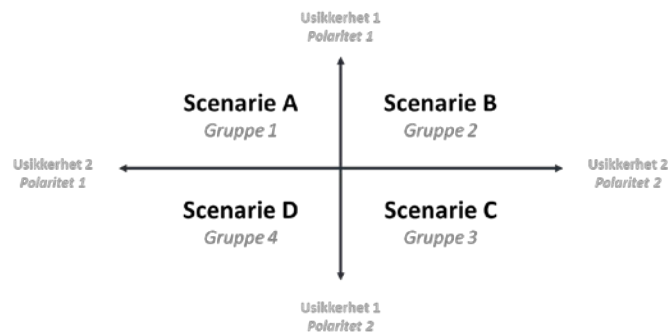 Usikkerhet 1
Polaritet 1
Scenarie A
Gruppe 1
Scenarie B
Gruppe 2
Usikkerhet 2
Polaritet 1
Usikkerhet 2
Polaritet 2
Scenarie D
Gruppe 4
Scenarie C
Gruppe 3
Usikkerhet 1
Polaritet 2